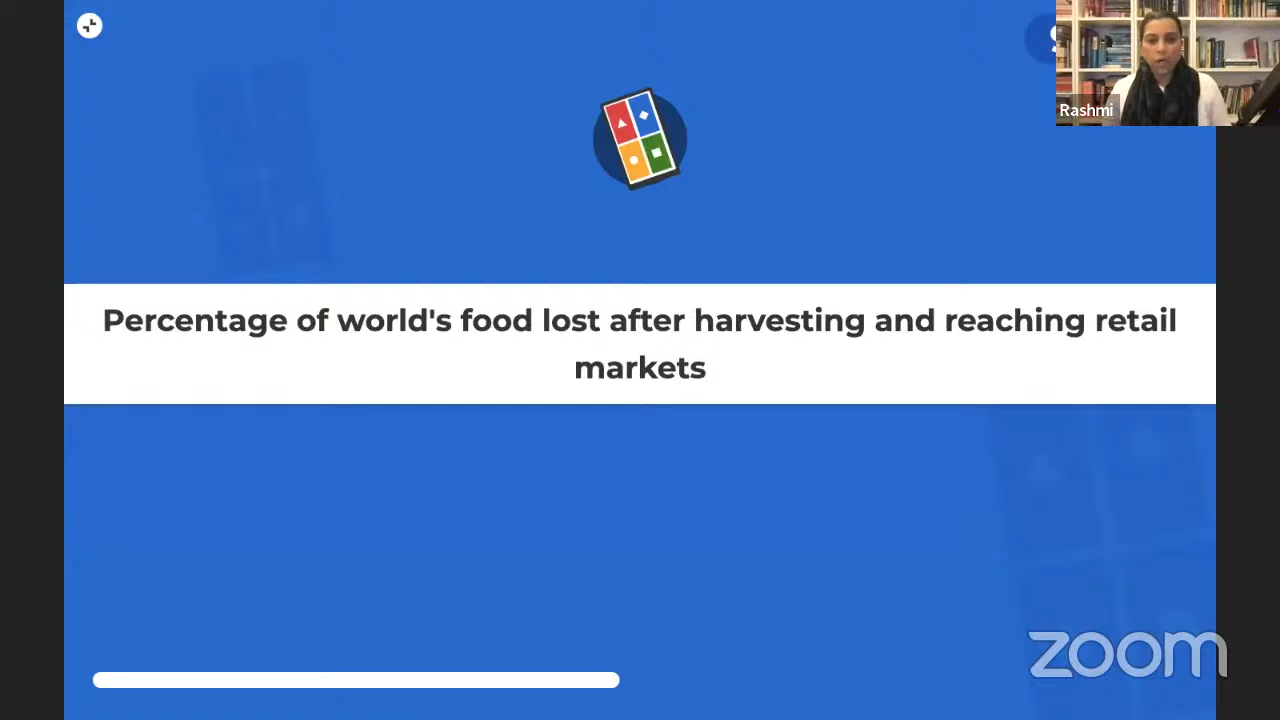 Rashmi
Percentage of world's food lost after harvesting and reaching retail
markets
zoom